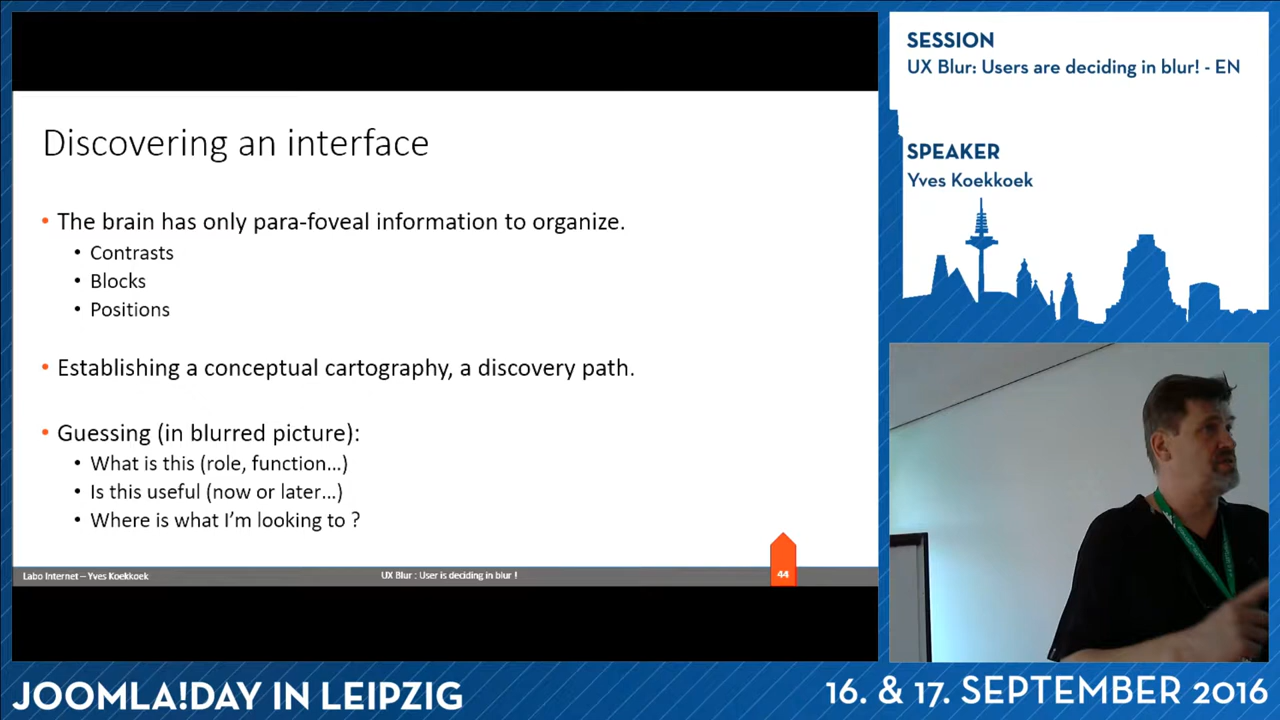 Discovering an interface
• The brain has only para-foveal information to organize.
• Contrasts
• Blocks
• Positions
• Establishing a conceptual cartography, a discovery path.
• Guessing (in blurred picture):
• What is this (role, function...)
• Is this useful (now or later...)
• Where is what I'm looking to ?
Labo Internet – Yves Koekkoek
UX Blur : User is deciding in blur !
44
SESSION
UX Blur: Users are deciding in blur! - EN
SPEAKER
Yves Koekkoek
JOOMLA!DAY IN LEIPZIG
16. & 17. SEPTEMBER 2016